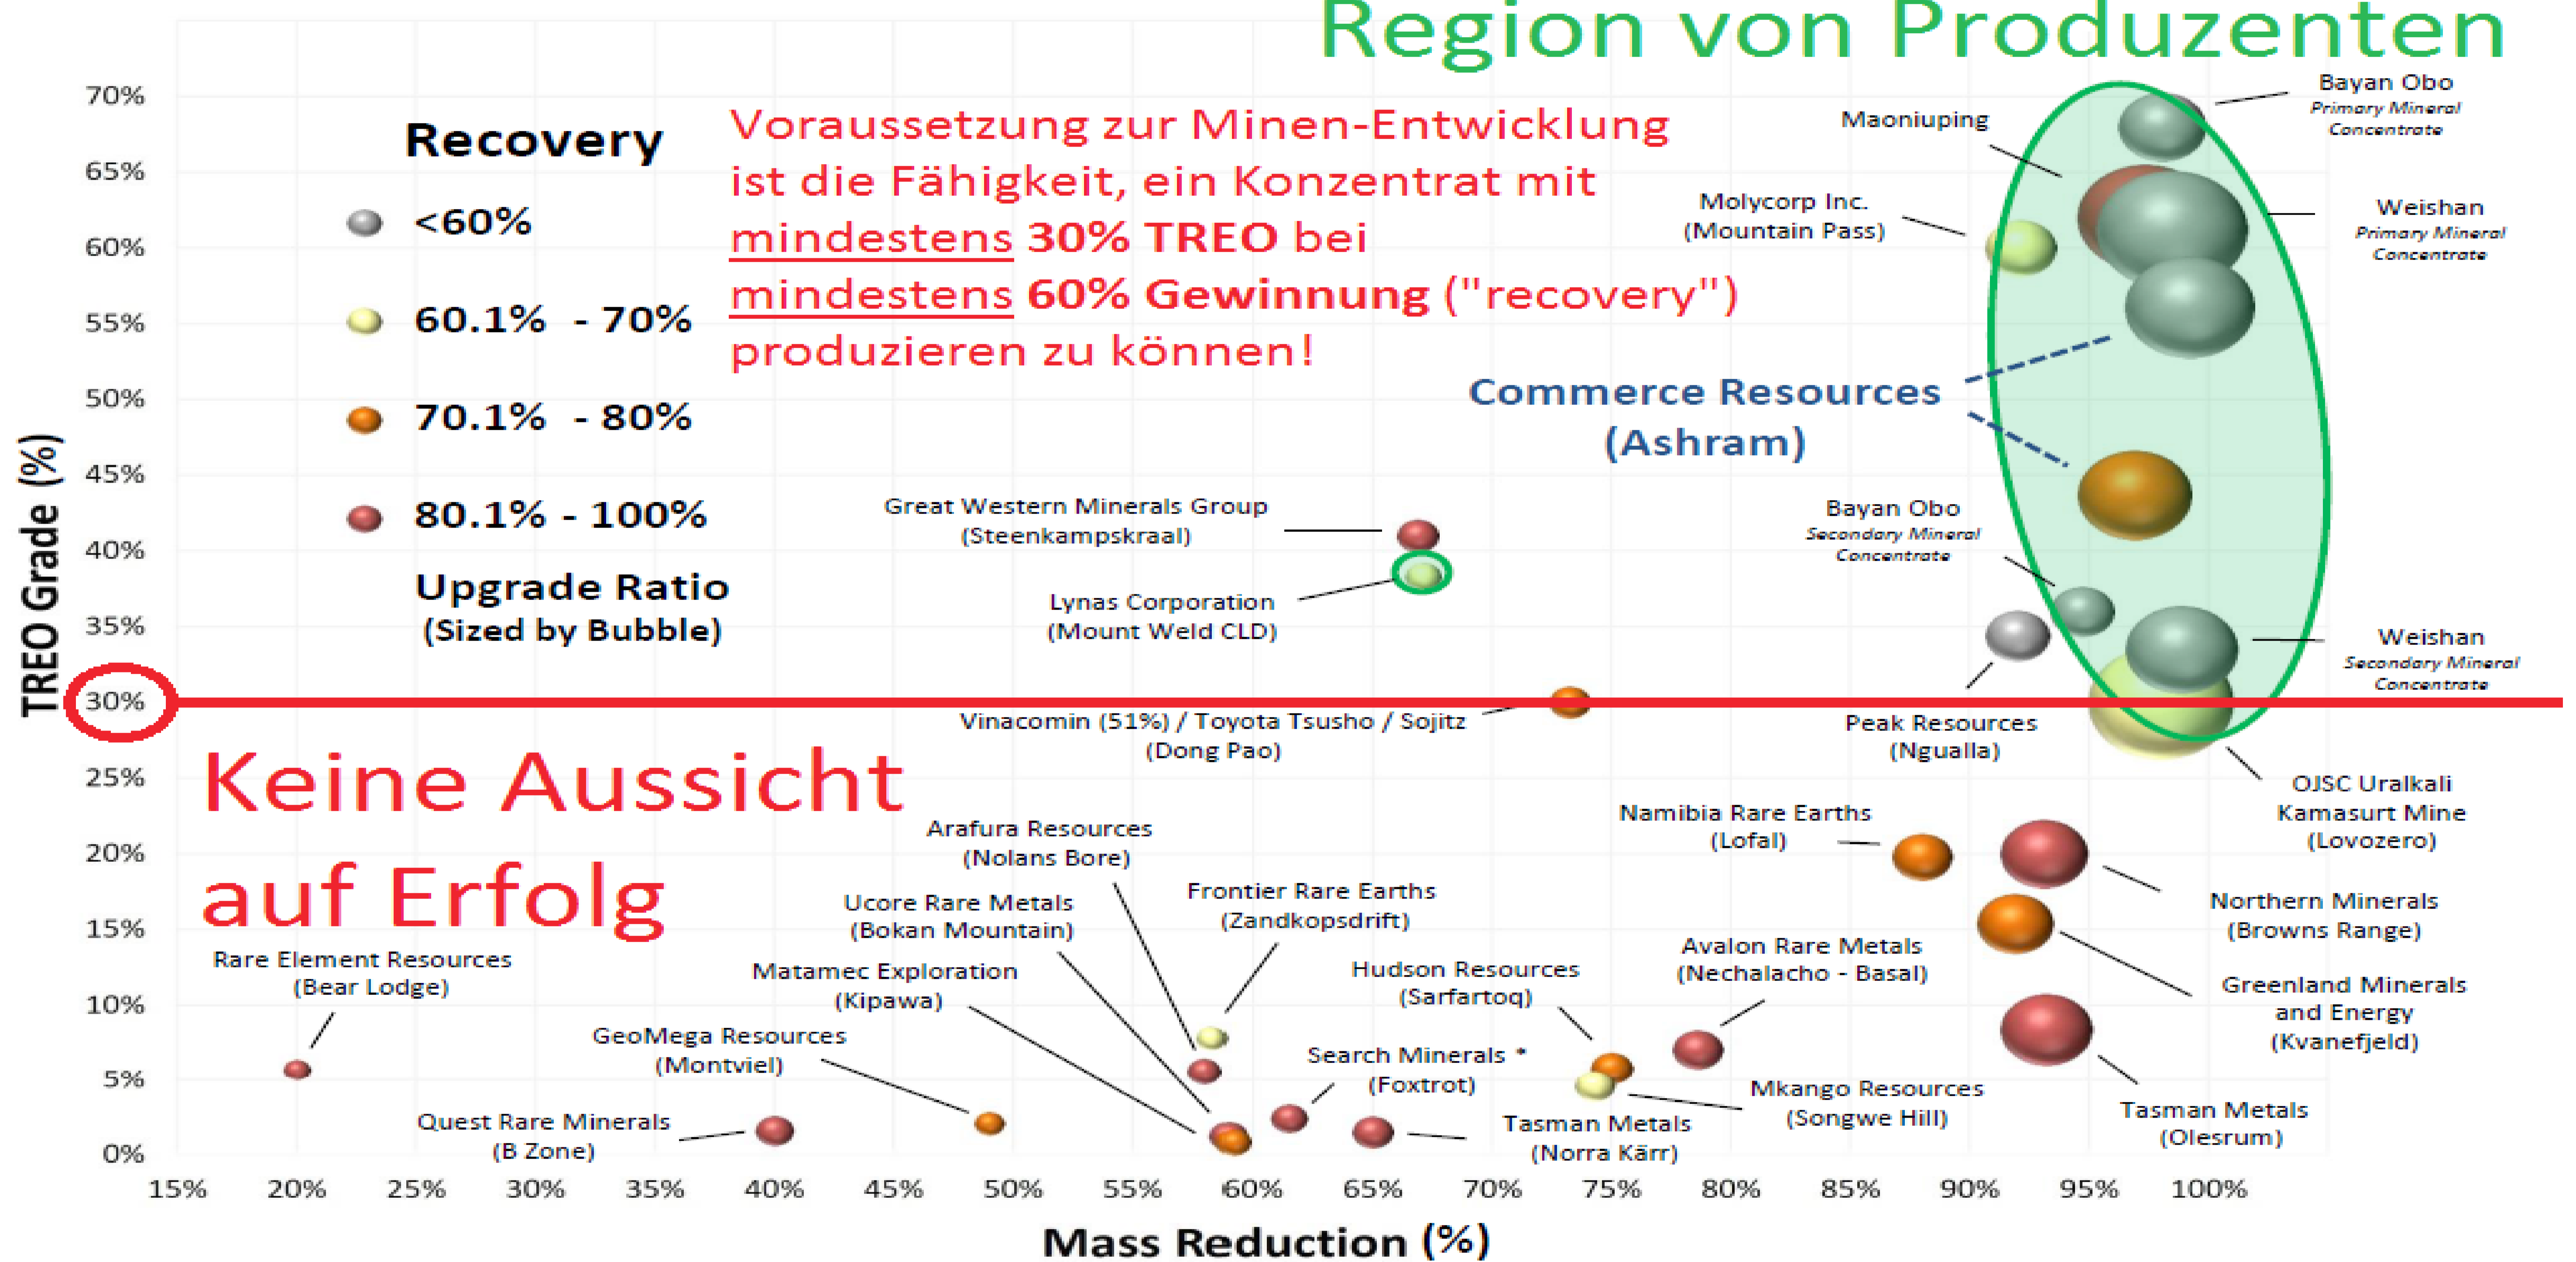 Region von Produzenten
70%
65%
60%
55%
50%
45%
40%
35%
30%
25%
20%
15%
10%
5%
0%
TREO Grade (%)
Recovery
<60%
60.1% - 70%
70.1% - 80%
80.1% - 100%
Upgrade Ratio
(Sized by Bubble)
Voraussetzung zur Minen-Entwicklung
ist die Fähigkeit, ein Konzentrat mit
mindestens 30% TREO bei
mindestens 60% Gewinnung ("recovery")
produzieren zu können!
Bayan Obo
Primary Mineral
Concentrate
Maoniuping
Molycorp Inc.
(Mountain Pass)
Weishan
Primary Mineral
Concentrate
Commerce Resources
(Ashram)
Great Western Minerals Group
(Steenkampskraal)
Lynas Corporation
(Mount Weld CLD)
Bayan Obo
Secondary Mineral
Concentrate
Weishan
Secondary Mineral
Concentrate
Vinacomin (51%) / Toyota Tsusho / Sojitz
(Dong Pao)
Peak Resources
(Ngualla)
OJSC Uralkali
Kamasurt Mine
(Lovozero)
Keine Aussicht
auf Erfolg
Namibia Rare Earths
(Lofal)
Arafura Resources
(Nolans Bore)
Frontier Rare Earths
(Zandkopsdrift)
Ucore Rare Metals
(Bokan Mountain)
Northern Minerals
(Browns Range)
Rare Element Resources
(Bear Lodge)
Matamec Exploration
(Kipawa)
Hudson Resources
(Sarfartoq)
Avalon Rare Metals
(Nechalacho - Basal)
Greenland Minerals
and Energy
(Kvanefjeld)
GeoMega Resources
(Montviel)
Search Minerals *
(Foxtrot)
Mkango Resources
(Songwe Hill)
Quest Rare Minerals
(B Zone)
Tasman Metals
(Norra Kärr)
Tasman Metals
(Olesrum)
15% 20% 25% 30% 35% 40% 45% 50% 55% 60% 65% 70% 75% 80% 85% 90% 95% 100%
Mass Reduction (%)